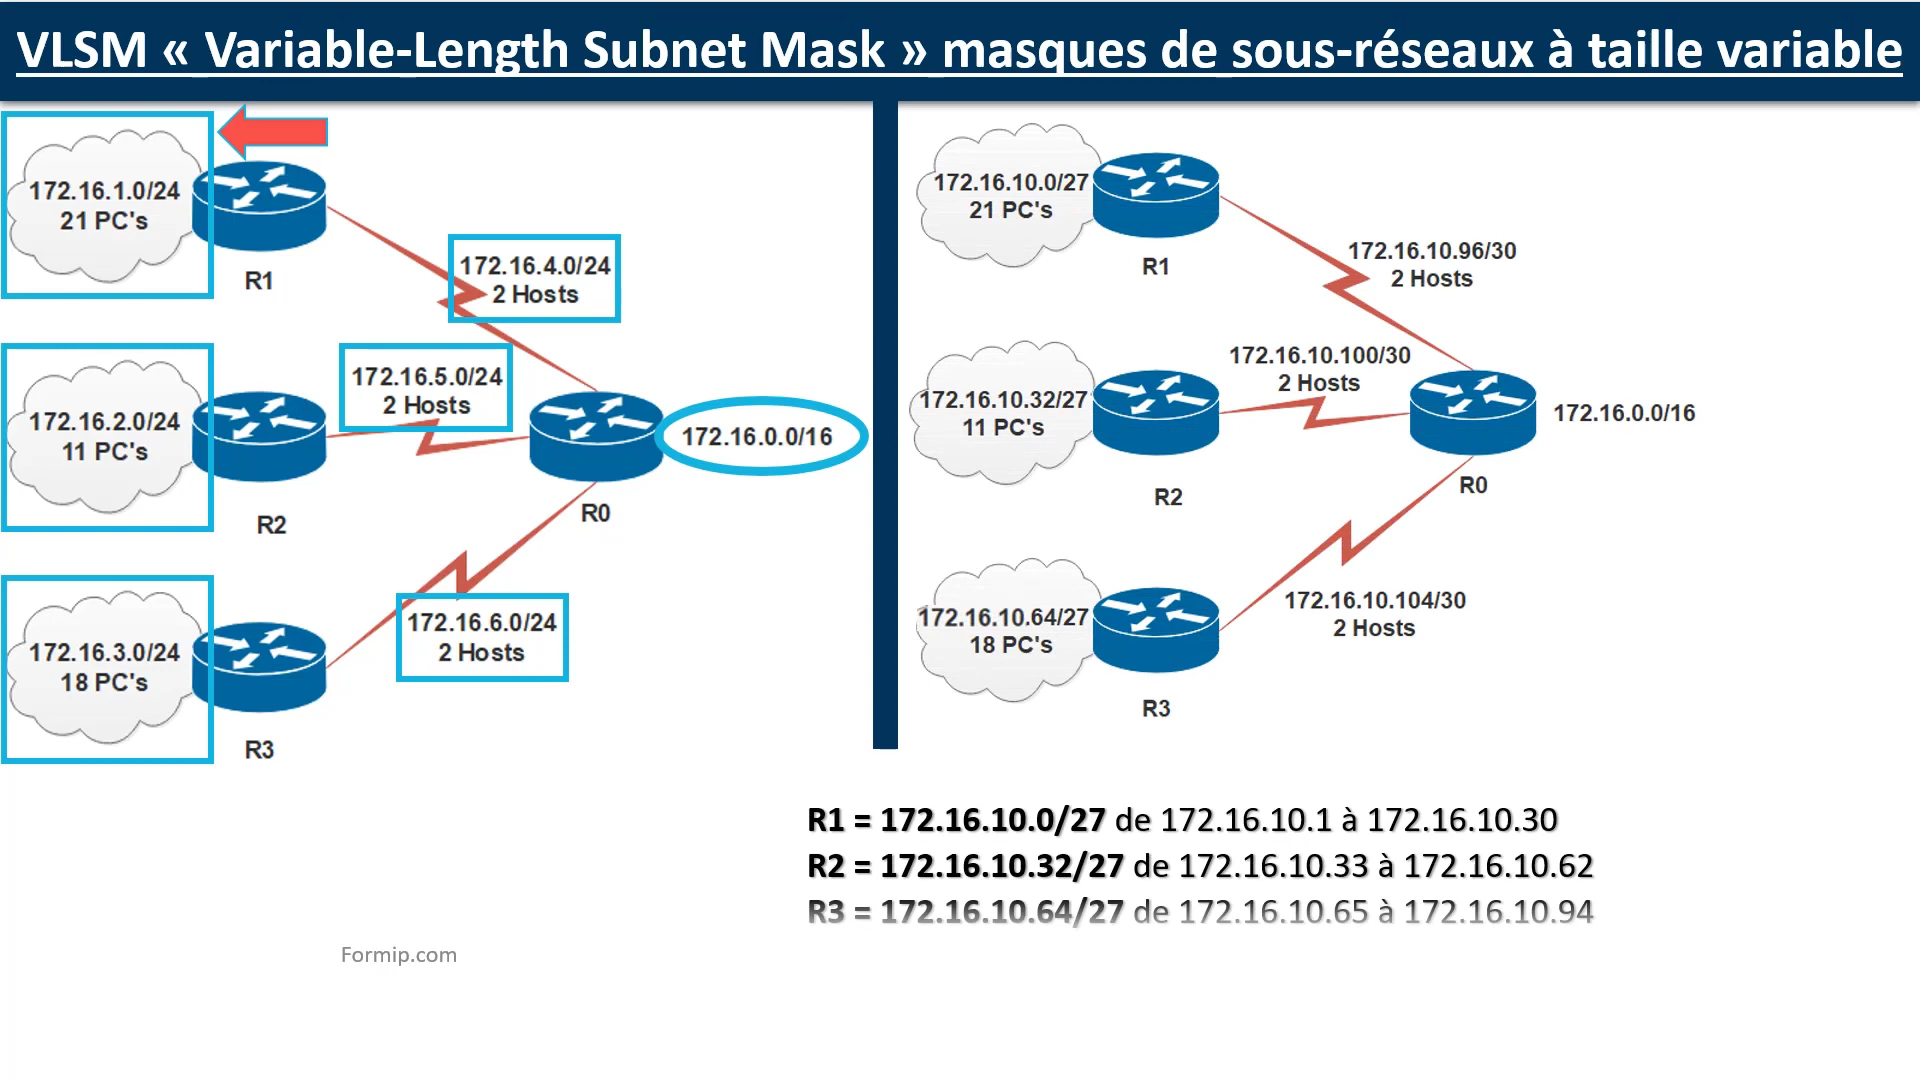 VLSM « Variable-Length Subnet Mask » masques de sous-réseaux à taille variable
172.16.1.0/24
21 PC's
R1
172.16.4.0/24
2 Hosts
172.16.5.0/24
2 Hosts
172.16.2.0/24
11 PC's
R2
172.16.0.0/16
R0
172.16.6.0/24
2 Hosts
172.16.3.0/24
18 PC's
R3
172.16.10.0/27
21 PC's
R1
172.16.10.96/30
2 Hosts
172.16.10.100/30
2 Hosts
172.16.10.32/27
11 PC's
R2
172.16.0.0/16
R0
172.16.10.104/30
2 Hosts
172.16.10.64/27
18 PC's
R3
R1 = 172.16.10.0/27 de 172.16.10.1 à 172.16.10.30
R2 = 172.16.10.32/27 de 172.16.10.33 à 172.16.10.62
R3 = 172.16.10.64/27 de 172.16.10.65 à 172.16.10.94
Formip.com